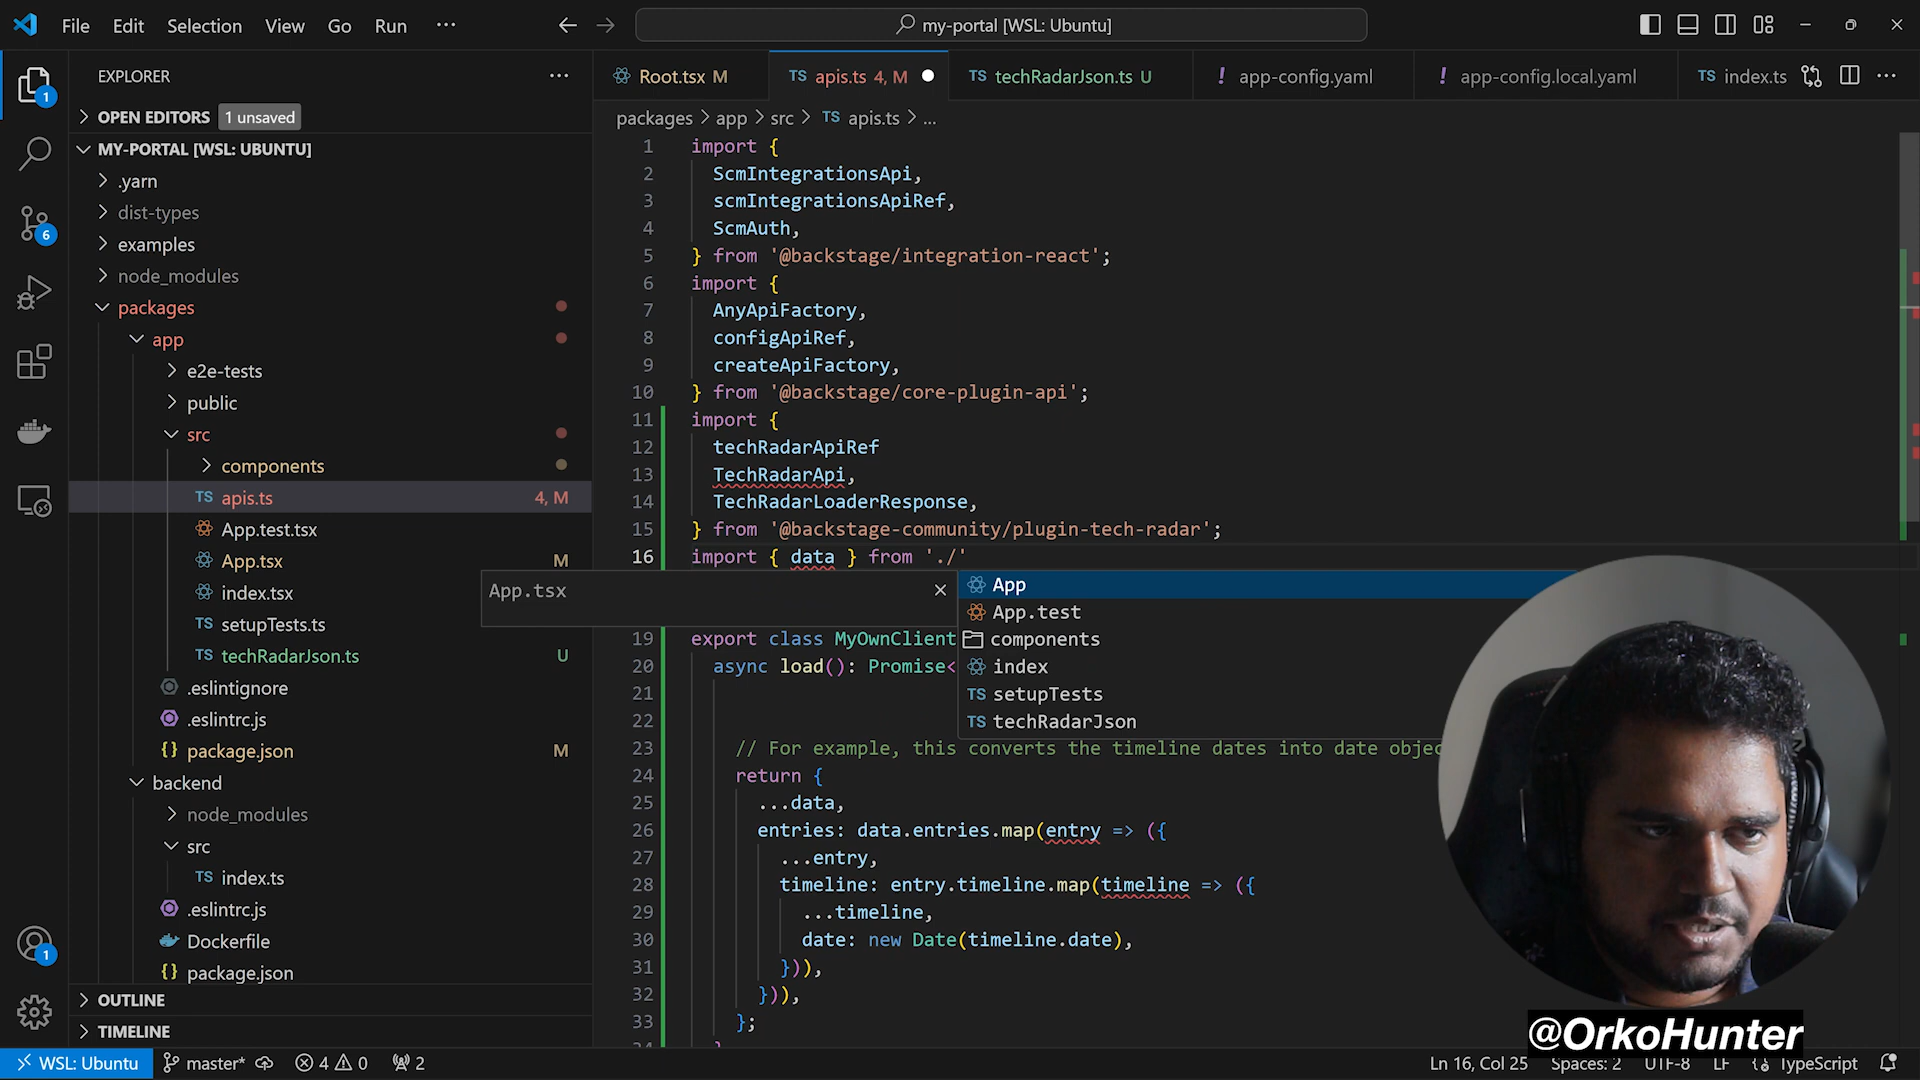 File Edit Selection View Go Run ···
my-portal [WSL: Ubuntu]
EXPLORER
OPEN EDITORS 1 unsaved
MY-PORTAL [WSL: UBUNTU]
.yarn
dist-types
examples
node_modules
packages
app
e2e-tests
public
src
components
TS apis.ts 4, M
App.test.tsx
App.tsx M
index.tsx
TS setupTests.ts
TS techRadarJson.ts U
.eslintignore
.eslintrc.js
{} package.json M
backend
node_modules
src
TS index.ts
.eslintrc.js
Dockerfile
{} package.json
OUTLINE
TIMELINE
1
6
1
Root.tsx M
TS apis.ts 4, M
TS techRadarJson.ts U
! app-config.yaml
! app-config.local.yaml
TS index.ts
packages > app > src > TS apis.ts > ...
1 import {
2 ScmIntegrationsApi,
3 scmIntegrationsApiRef,
4 ScmAuth,
5 } from '@backstage/integration-react';
6 import {
7 AnyApiFactory,
8 configApiRef,
9 createApiFactory,
10 } from '@backstage/core-plugin-api';
11 import {
12 techRadarApiRef
13 TechRadarApi,
14 TechRadarLoaderResponse,
15 } from '@backstage-community/plugin-tech-radar';
16 import { data } from './'
App.tsx
App
App.test
components
index
TS setupTests
TS techRadarJson
19 export class MyOwnClient
20 async load(): Promise<
21
22
23 // For example, this converts the timeline dates into date objec
24 return {
25 ...data,
26 entries: data.entries.map(entry => ({
27 ...entry,
28 timeline: entry.timeline.map(timeline => ({
29 ...timeline,
30 date: new Date(timeline.date),
31 })),
32 })),
33 };
@OrkoHunter
WSL: Ubuntu master* 4 0 2
Ln 16, Col 25 Spaces: 2 UTF-8 LF TypeScript